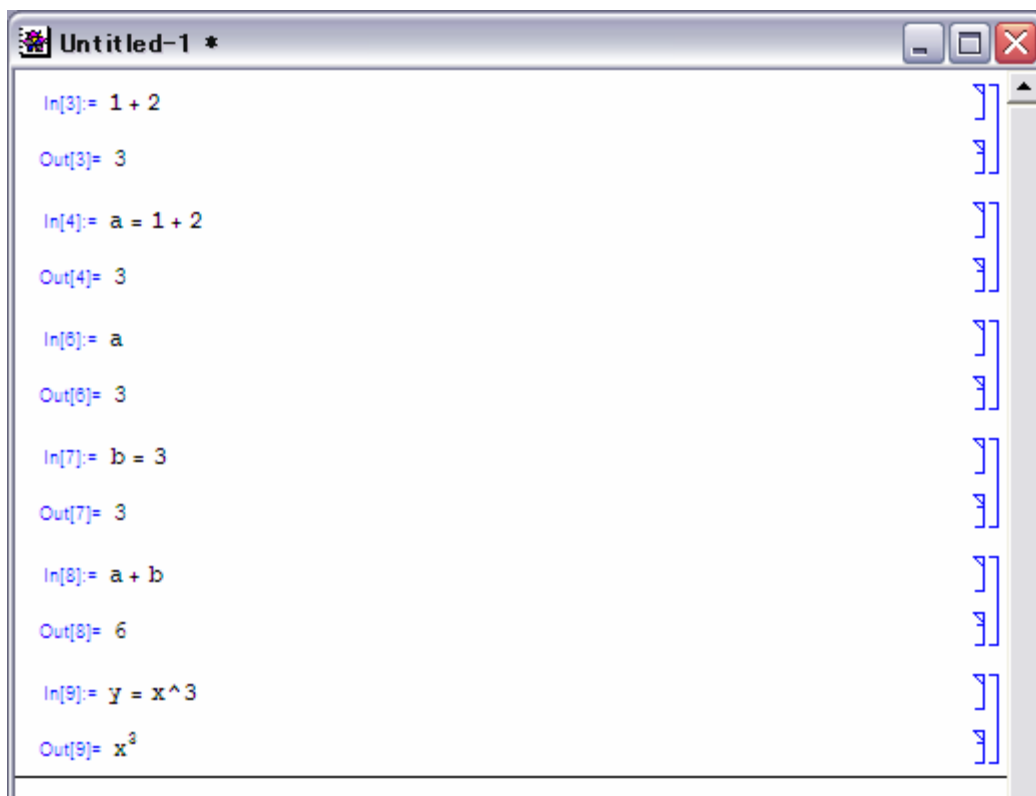 Untitled-1 *
In[3]:= 1 + 2
Out[3]= 3
In[4]:= a = 1 + 2
Out[4]= 3
In[6]:= a
Out[6]= 3
In[7]:= b = 3
Out[7]= 3
In[8]:= a + b
Out[8]= 6
In[9]:= y = x^3
Out[9]= x³